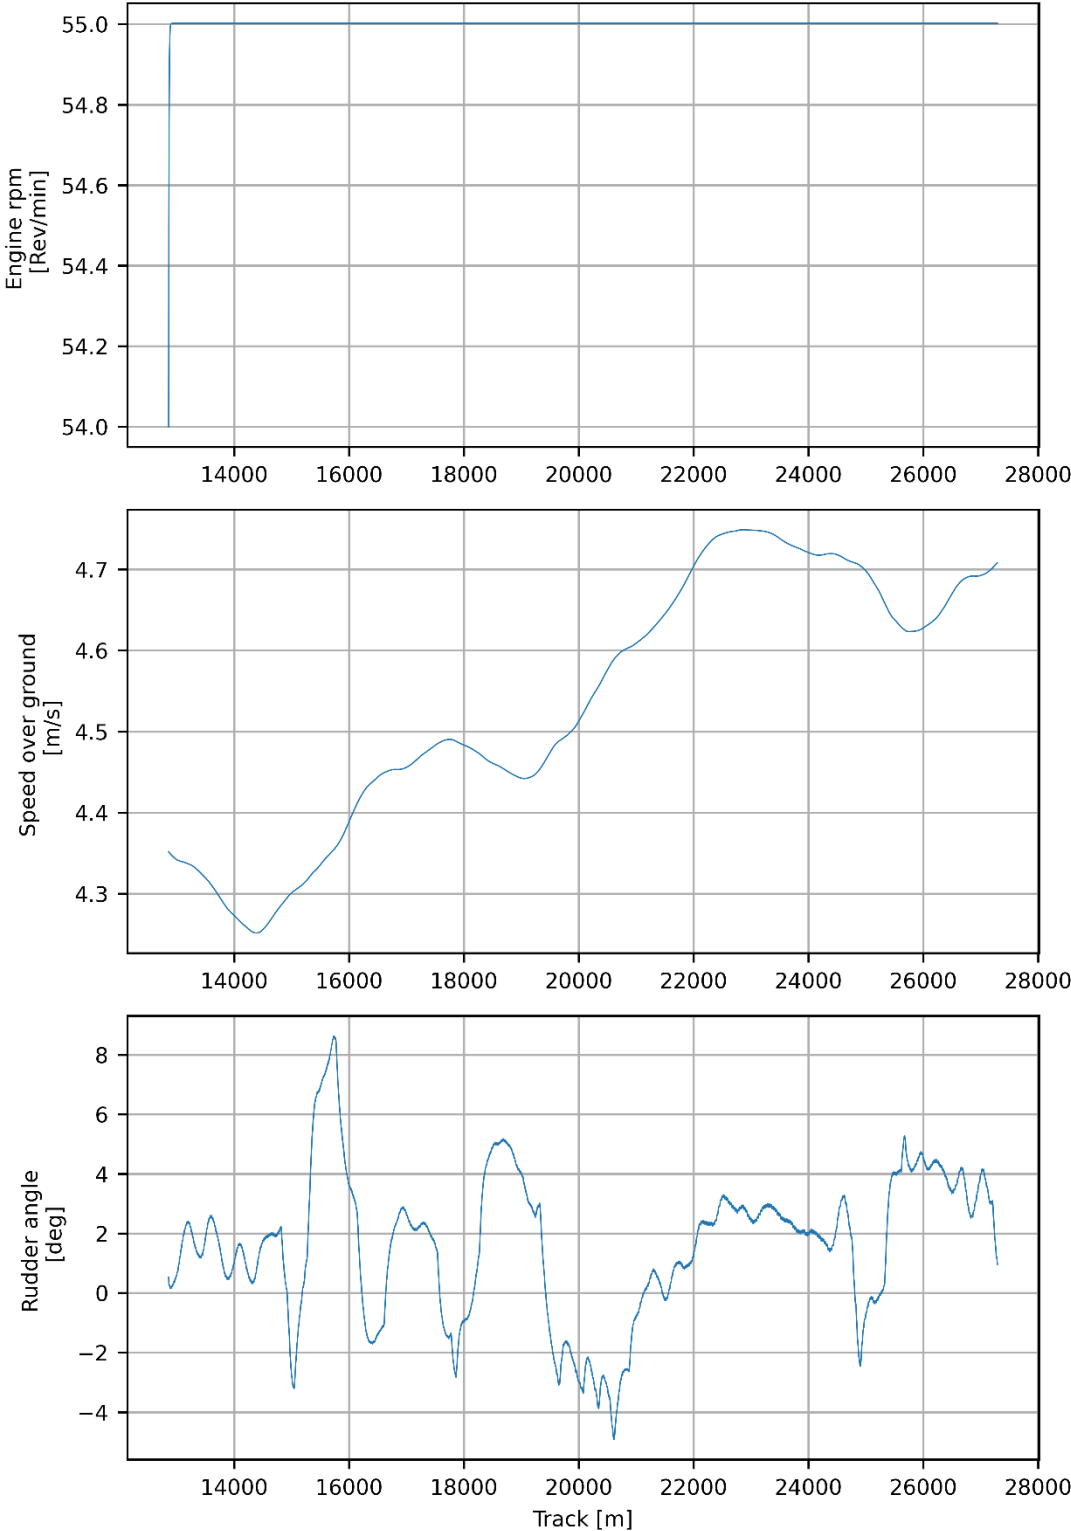 Engine rpm
[Rev/min]
55.0
54.8
54.6
54.4
54.2
54.0
14000 16000 18000 20000 22000 24000 26000 28000
Speed over ground
[m/s]
4.7
4.6
4.5
4.4
4.3
14000 16000 18000 20000 22000 24000 26000 28000
Rudder angle
[deg]
8
6
4
2
0
−2
−4
14000 16000 18000 20000 22000 24000 26000 28000
Track [m]